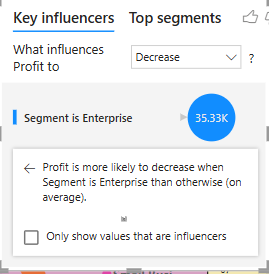 Key influencers Top segments
What influences Profit to Decrease ?
Segment is Enterprise 35.33K
← Profit is more likely to decrease when
Segment is Enterprise than otherwise (on
average).
Only show values that are influencers